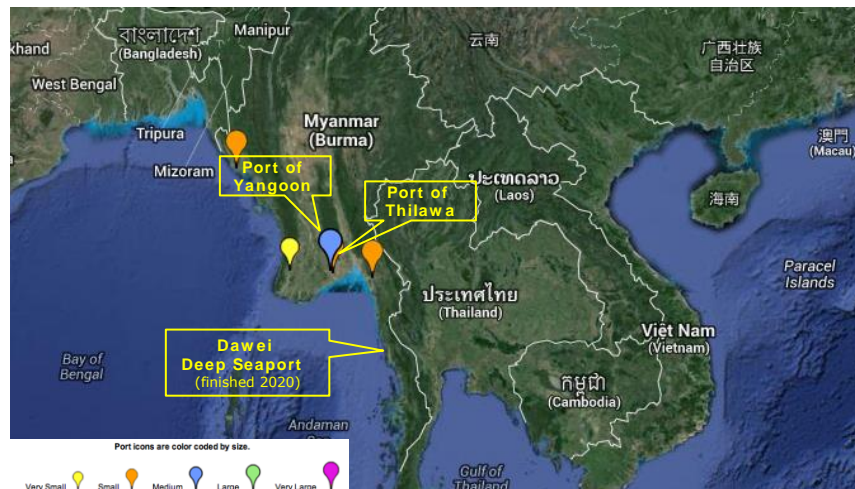 বাংলাদেশ
(Bangladesh)
Manipur
云南
广西壮族
自治区
khand
West Bengal
Myanmar
(Burma)
Tripura
澳門
(Macau)
Mizoram
Port of
Yangoon
Port of
Thilawa
ປະເທດລາວ
(Laos)
海南
Paracel
Islands
ประเทศไทย
(Thailand)
Việt Nam
(Vietnam)
Dawei
Deep Seaport
(finished 2020)
Bay of
Bengal
កម្ពុជា
(Cambodia)
Andaman
Gulf of
Thailand
Port icons are color coded by size.
Very Small
Small
Medium
Large
Very Large